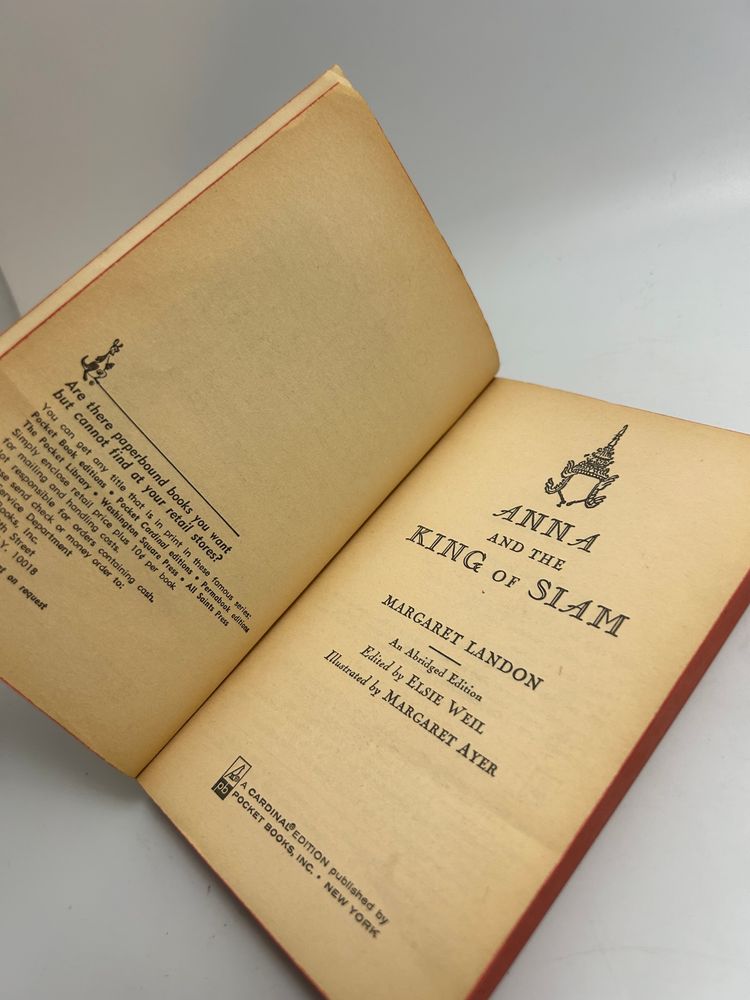 Are there paperbound books you want
but cannot find at your retail stores?
You can get any title that is in print in these famous series:
Pocket Book editions • Pocket Cardinal editions • Permabook editions
The Pocket Library • Washington Square Press • All Saints Press
Simply enclose retail price plus 10¢ per book
for mailing and handling costs.
responsible for orders containing cash.
send check or money order to:
Service Department
Books, Inc.
Street
N.Y. 10018
on request
ANNA
AND THE
KING OF SIAM
MARGARET LANDON
An Abridged Edition
Edited by ELSIE WEIL
Illustrated by MARGARET AYER
pb
A CARDINAL® EDITION published by
POCKET BOOKS, INC. • NEW YORK